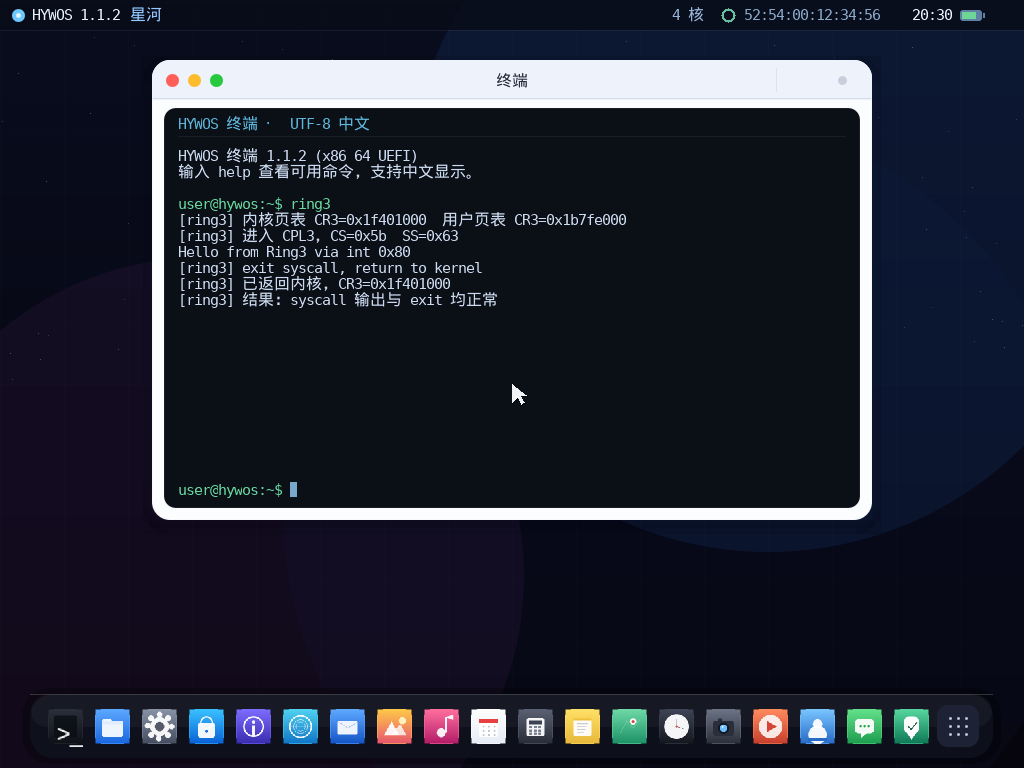 HYWOS 1.1.2 星河
4 核 52:54:00:12:34:56 20:30
终端
HYWOS 终端 · UTF-8 中文
HYWOS 终端 1.1.2 (x86 64 UEFI)
输入 help 查看可用命令, 支持中文显示。
user@hywos:~$ ring3
[ring3] 内核页表 CR3=0x1f401000  用户页表 CR3=0x1b7fe000
[ring3] 进入 CPL3, CS=0x5b  SS=0x63
Hello from Ring3 via int 0x80
[ring3] exit syscall, return to kernel
[ring3] 已返回内核, CR3=0x1f401000
[ring3] 结果: syscall 输出与 exit 均正常
user@hywos:~$
>_